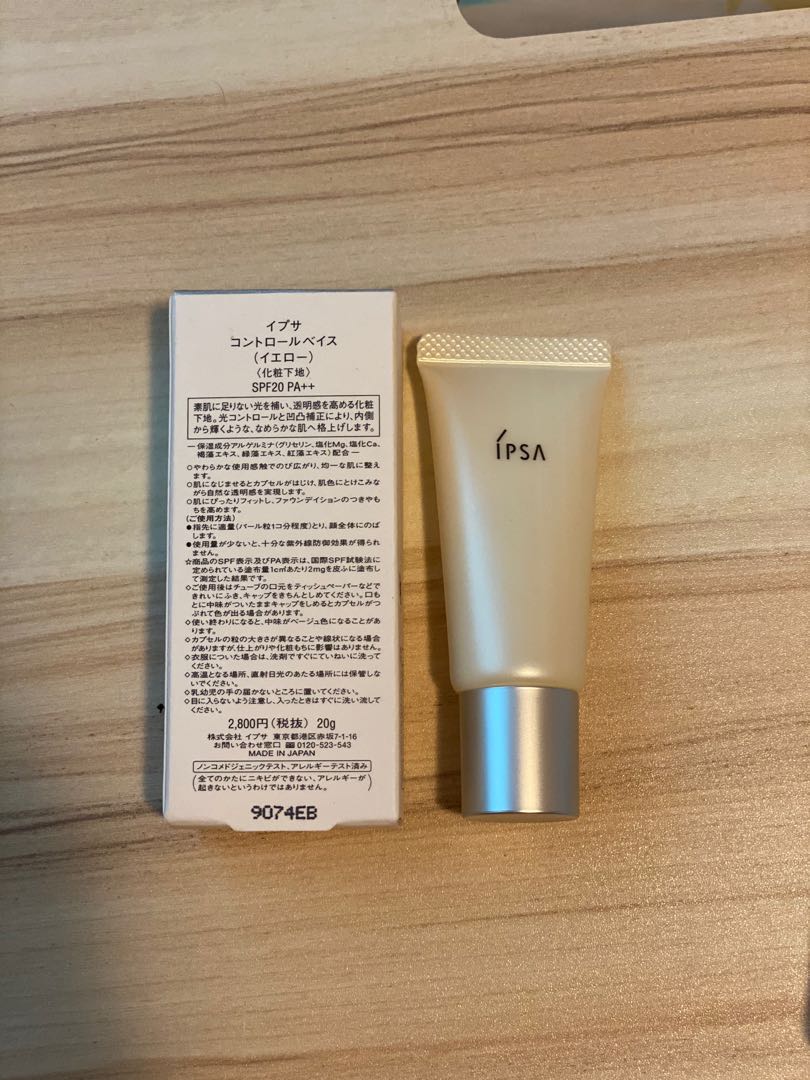 イプサ
コントロールベイス
(イエロー)
〈化粧下地〉
SPF20 PA++
素肌に足りない光を補い、透明感を高める化粧
下地。光コントロールと凹凸補正により、内側
から輝くような、なめらかな肌へ格上げします。
―保湿成分アルゲルミナ(グリセリン、塩化Mg、塩化Ca、
褐藻エキス、緑藻エキス、紅藻エキス)配合―
○やわらかな使用感触でのび広がり、均一な肌に整え
ます。
○肌になじませるとカプセルがはじけ、肌色にとけこみな
がら自然な透明感を実現します。
○肌にぴったりフィットし、ファウンデイションのつきやも
ちを高めます。
〈ご使用方法〉
●指先に適量(パール粒1コ分程度)とり、顔全体にのば
します。
●使用量が少ないと、十分な紫外線防御効果が得られ
ません。
☆商品のSPF表示及びPA表示は、国際SPF試験法に
定められている塗布量1c㎡あたり2mgを皮ふに塗布し
て測定した結果です。
◇ご使用後はチューブの口元をティッシュペーパーなどで
きれいにふき、キャップをきちんとしめてください。口も
とに中味がついたままキャップをしめるとカプセルがつ
ぶれて色が出る場合があります。
◇使い終わりになると、中味がベージュ色になることがあ
ります。
◇カプセルの粒の大きさが異なることや線状になる場合
がありますが、仕上がりや化粧もちに影響はありません。
◇衣服についた場合は、洗剤ですぐにていねいに洗って
ください。
◇高温となる場所、直射日光のあたる場所には保管しな
いでください。
◇乳幼児の手の届かないところに置いてください。
◇目に入らないよう注意し、入ったときはすぐに洗い流して
ください。
2,800円(税抜) 20g
株式会社 イプサ 東京都港区赤坂7-1-16
お問い合わせ窓口 0120-523-543
MADE IN JAPAN
ノンコメドジェニックテスト、アレルギーテスト済み
(全てのかたにニキビができない、アレルギーが
起きないというわけではありません。)
9074EB
IPSA